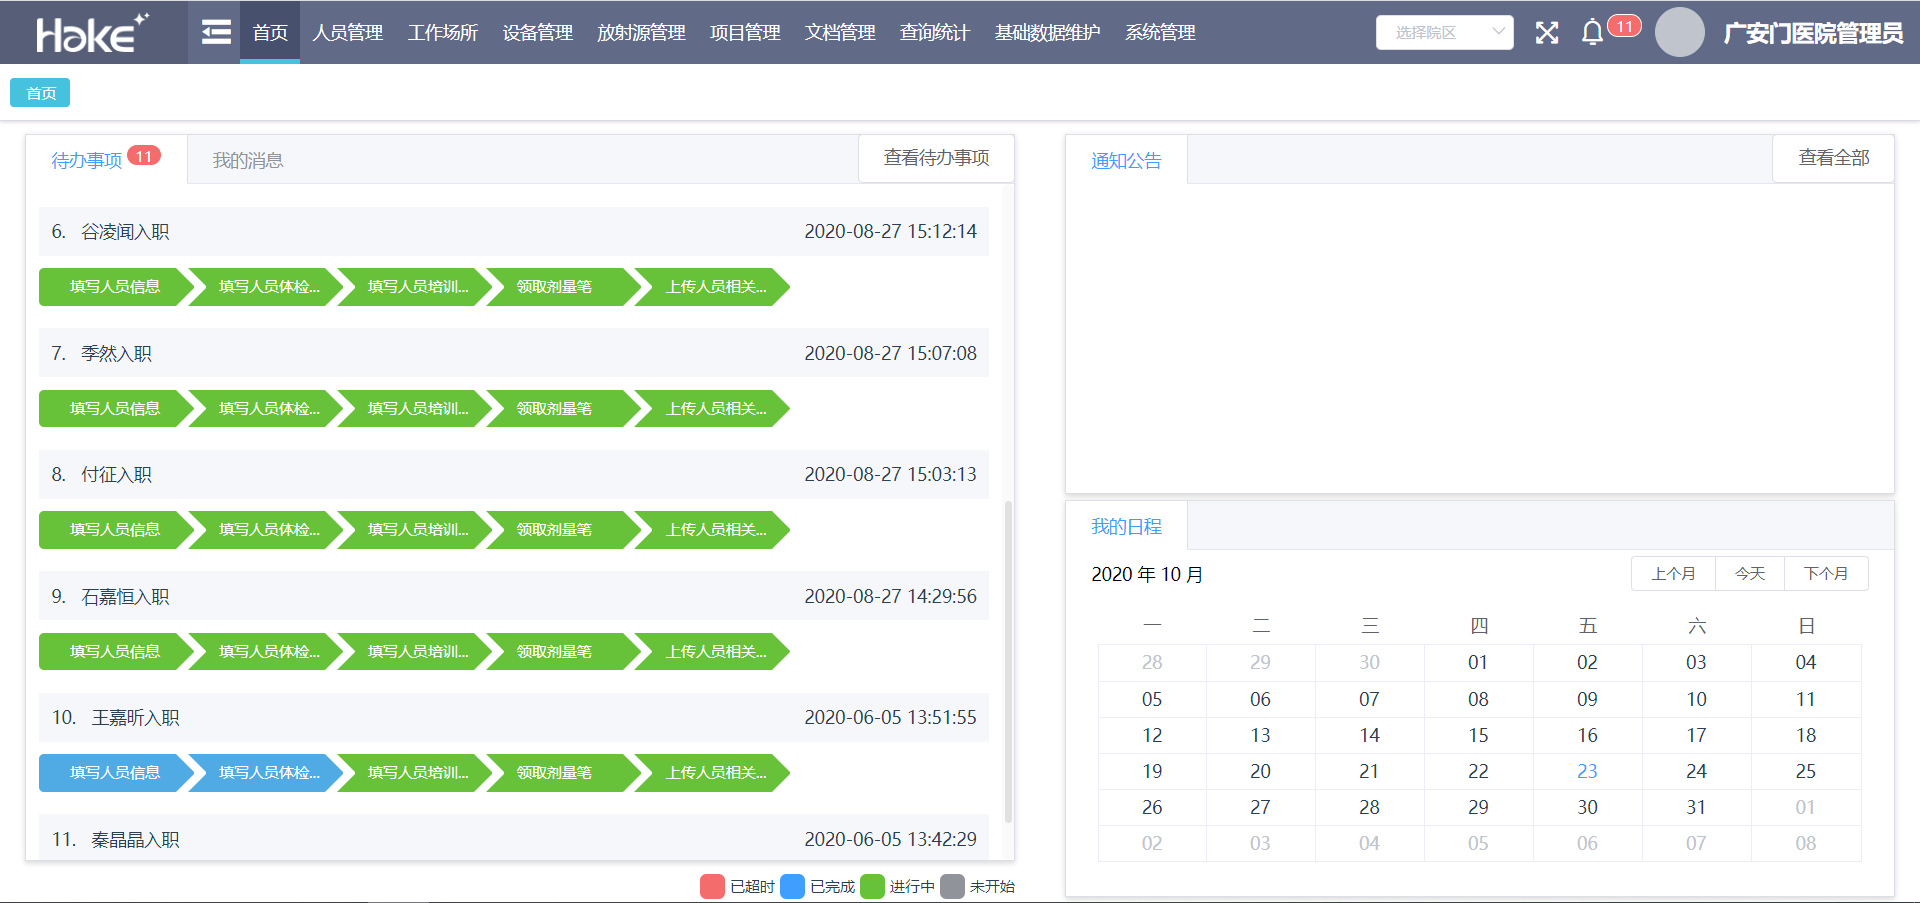 Hake
首页 人员管理 工作场所 设备管理 放射源管理 项目管理 文档管理 查询统计 基础数据维护 系统管理 选择院区 11 广安门医院管理员
首页
待办事项 11 我的消息 查看待办事项
6. 谷凌闻入职 2020-08-27 15:12:14
填写人员信息 填写人员体检... 填写人员培训... 领取剂量笔 上传人员相关...
7. 季然入职 2020-08-27 15:07:08
填写人员信息 填写人员体检... 填写人员培训... 领取剂量笔 上传人员相关...
8. 付征入职 2020-08-27 15:03:13
填写人员信息 填写人员体检... 填写人员培训... 领取剂量笔 上传人员相关...
9. 石嘉恒入职 2020-08-27 14:29:56
填写人员信息 填写人员体检... 填写人员培训... 领取剂量笔 上传人员相关...
10. 王嘉昕入职 2020-06-05 13:51:55
填写人员信息 填写人员体检... 填写人员培训... 领取剂量笔 上传人员相关...
11. 秦晶晶入职 2020-06-05 13:42:29
已超时 已完成 进行中 未开始
通知公告 查看全部
我的日程
2020 年 10 月 上个月 今天 下个月
一 二 三 四 五 六 日
28 29 30 01 02 03 04
05 06 07 08 09 10 11
12 13 14 15 16 17 18
19 20 21 22 23 24 25
26 27 28 29 30 31 01
02 03 04 05 06 07 08